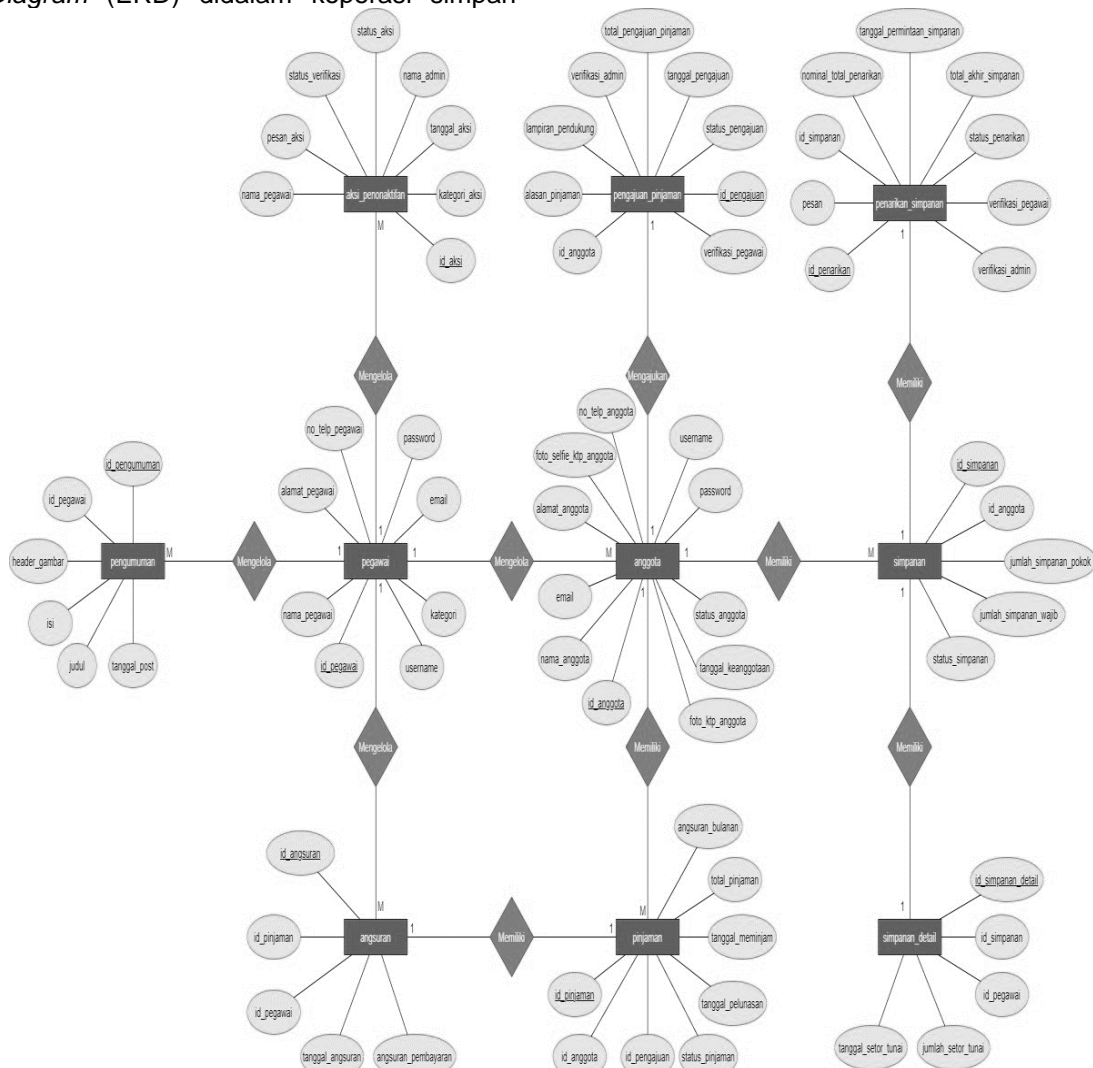 Diagram (ERD) didalam koperasi simpan
status_aksi
status_verifikasi
nama_admin
pesan_aksi
tanggal_aksi
nama_pegawai
aksi_penonaktifan
kategori_aksi
M
id_aksi
total_pengajuan_pinjaman
verifikasi_admin
tanggal_pengajuan
lampiran_pendukung
status_pengajuan
alasan_pinjaman
pengajuan_pinjaman
id_pengajuan
1
id_anggota
verifikasi_pegawai
tanggal_permintaan_simpanan
nominal_total_penarikan
total_akhir_simpanan
id_simpanan
status_penarikan
pesan
penarikan_simpanan
verifikasi_pegawai
1
id_penarikan
verifikasi_admin
Mengelola
Mengajukan
Memiliki
id_pengumuman
id_pegawai
header_gambar
pengumuman
M
isi
judul
tanggal_post
Mengelola
no_telp_pegawai
password
alamat_pegawai
email
1
1
pegawai
1
1
nama_pegawai
kategori
id_pegawai
username
Mengelola
no_telp_anggota
username
foto_selfie_ktp_anggota
password
alamat_anggota
1
M
anggota
1
1
email
status_anggota
nama_anggota
tanggal_keanggotaan
id_anggota
foto_ktp_anggota
Memiliki
id_simpanan
id_anggota
1
M
simpanan
jumlah_simpanan_pokok
1
jumlah_simpanan_wajib
status_simpanan
Mengelola
Memiliki
Memiliki
id_angsuran
M
id_pinjaman
angsuran
1
id_pegawai
tanggal_angsuran
angsuran_pembayaran
Memiliki
angsuran_bulanan
total_pinjaman
M
1
pinjaman
tanggal_meminjam
id_pinjaman
tanggal_pelunasan
id_anggota
id_pengajuan
status_pinjaman
id_simpanan_detail
1
simpanan_detail
id_simpanan
id_pegawai
tanggal_setor_tunai
jumlah_setor_tunai